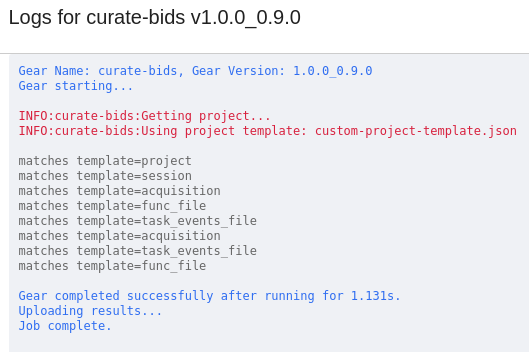 Logs for curate-bids v1.0.0_0.9.0
Gear Name: curate-bids, Gear Version: 1.0.0_0.9.0
Gear starting...
INFO:curate-bids:Getting project...
INFO:curate-bids:Using project template: custom-project-template.json
matches template=project
matches template=session
matches template=acquisition
matches template=func_file
matches template=task_events_file
matches template=acquisition
matches template=task_events_file
matches template=func_file
Gear completed successfully after running for 1.131s.
Uploading results...
Job complete.